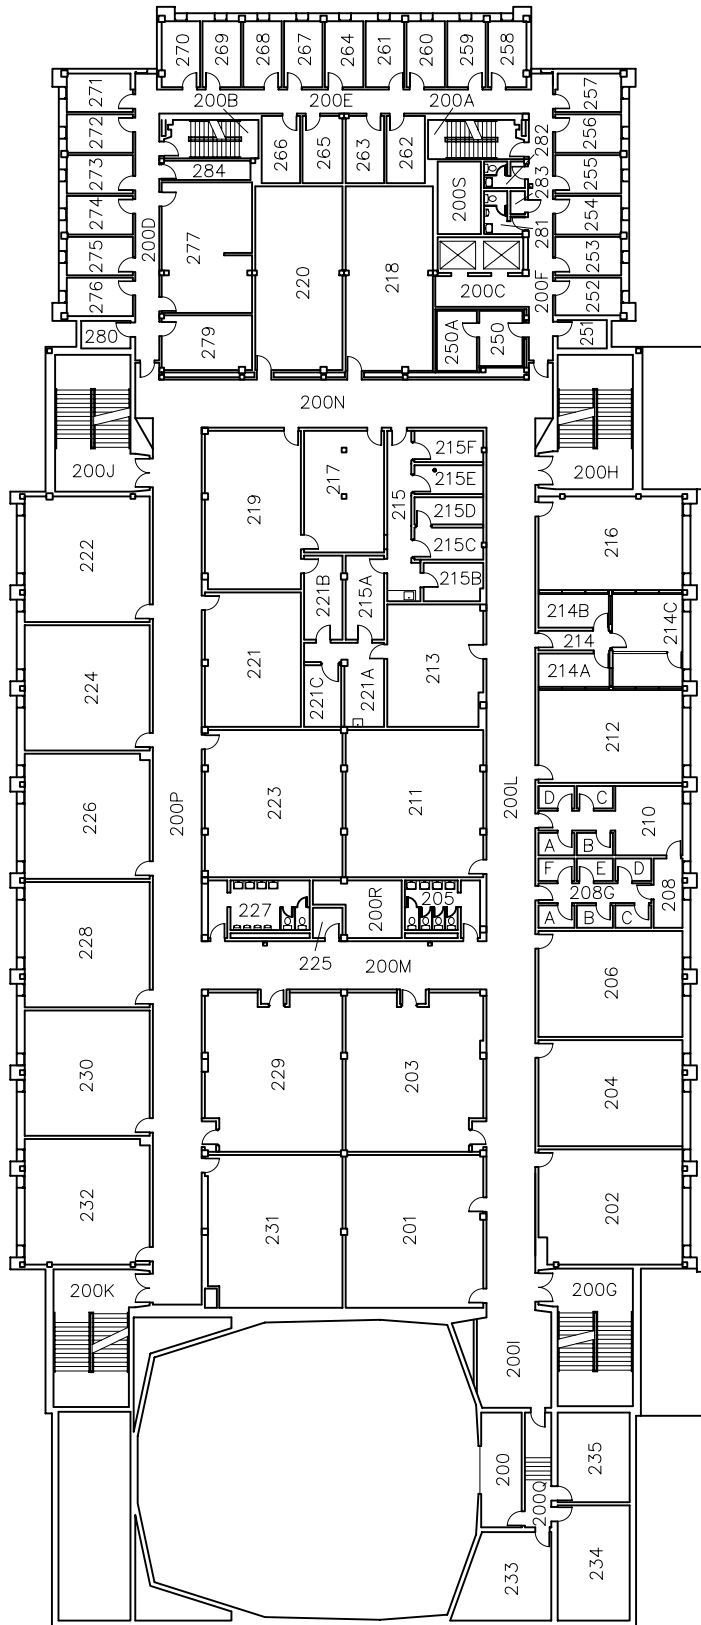 270
269
268
267
264
261
260
259
258
271
257
200B
200E
200A
272
256
282
266
265
263
262
273
255
283
284
274
254
200S
281
200D
277
275
253
220
218
200F
276
252
200C
280
279
250A
250
251
200N
200J
200H
215F
217
215E
219
215
215D
222
216
215C
221B
215A
215B
214B
214C
214
221
213
214A
224
221C
221A
212
223
211
200P
200L
D
C
210
226
A
B
F
E
D
227
200R
205
208G
208
A
B
C
228
225
200M
206
230
229
203
204
232
231
201
202
200K
200G
200I
200
235
200Q
233
234